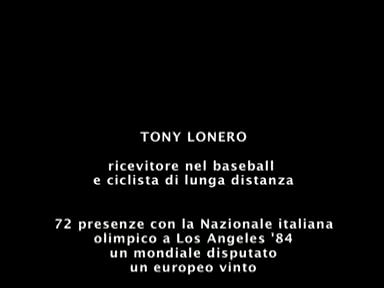 TONY LONERO
ricevitore nel baseball
e ciclista di lunga distanza
72 presenze con la Nazionale italiana
olimpico a Los Angeles '84
un mondiale disputato
un europeo vinto